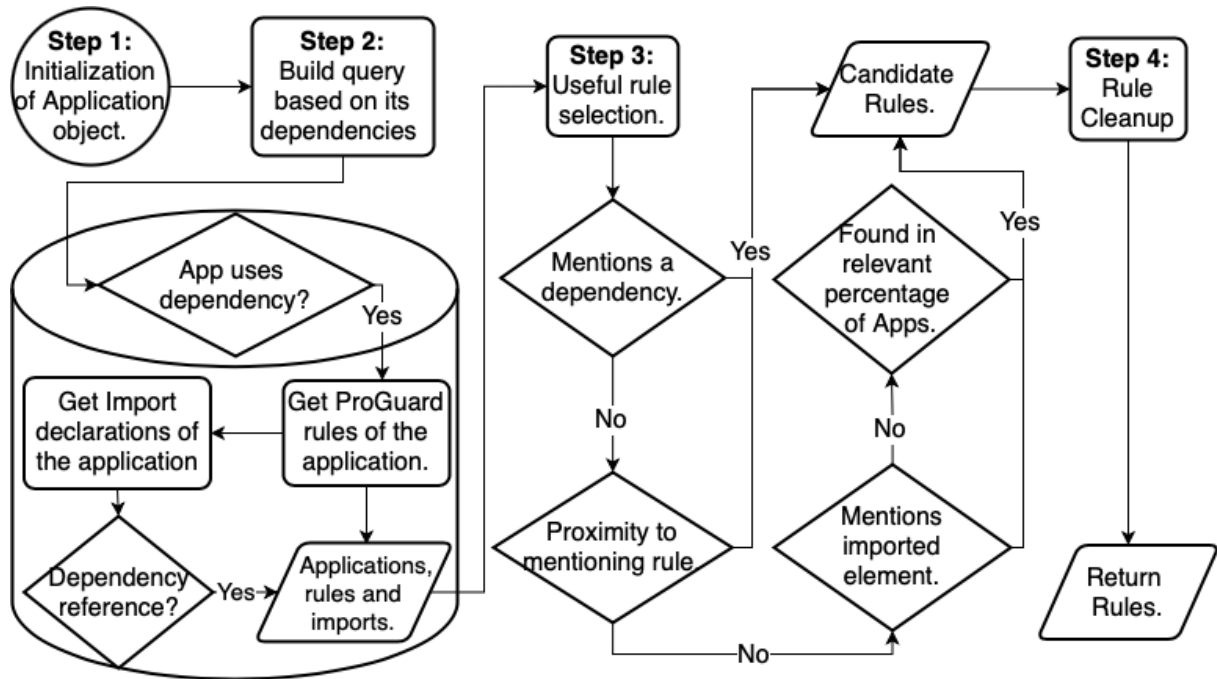 Step 1:
Initialization
of Application
object.
Step 2:
Build query
based on its
dependencies
App uses
dependency?
Yes
Get ProGuard
rules of the
application.
Get Import
declarations of
the application
Dependency
reference?
Yes
Applications,
rules and
imports.
Step 3:
Useful rule
selection.
Mentions a
dependency.
Yes
No
Proximity to
mentioning rule
No
Mentions
imported
element.
No
Found in
relevant
percentage
of Apps.
Yes
Candidate
Rules.
Step 4:
Rule
Cleanup
Return
Rules.